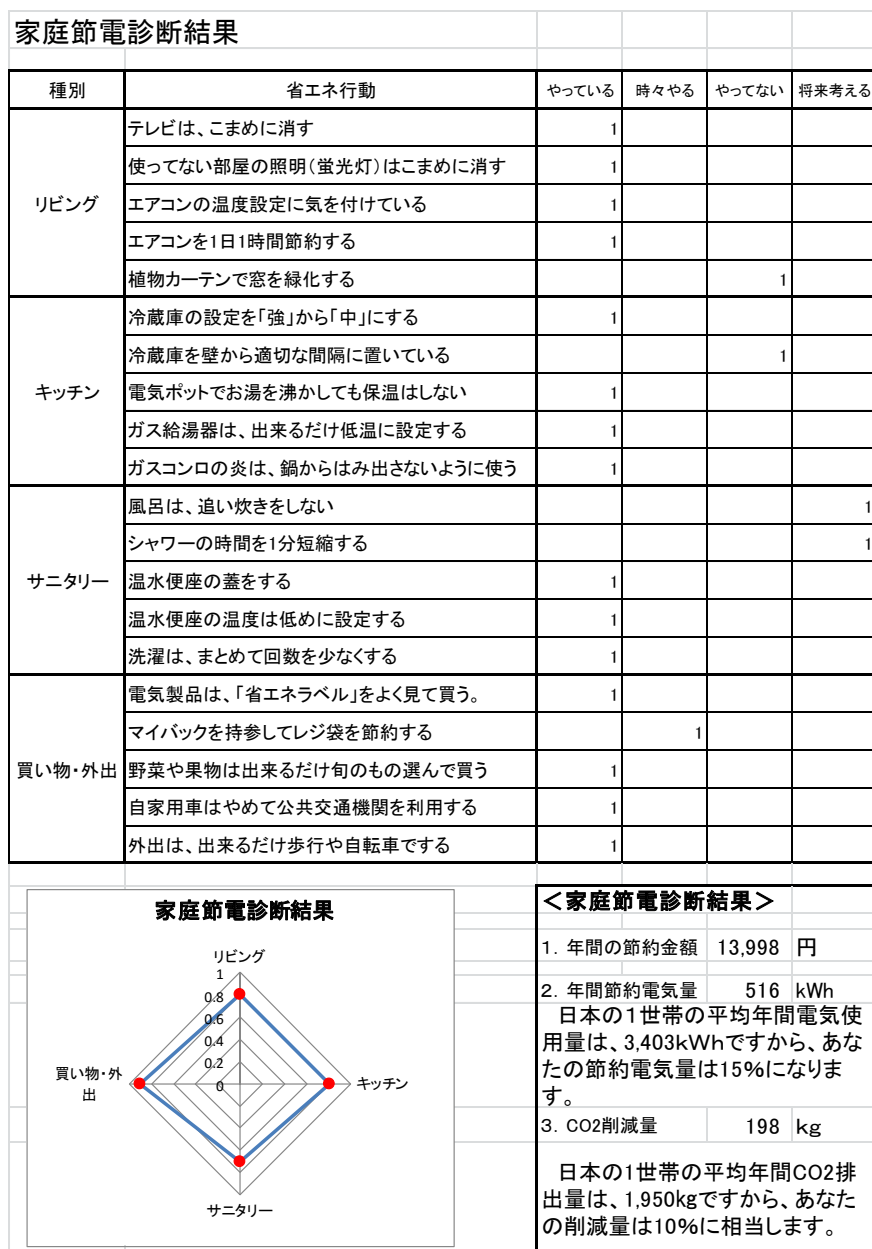 家庭節電診断結果
種別 省エネ行動 やっている 時々やる やってない 将来考える
リビング
テレビは、こまめに消す 1
使ってない部屋の照明(蛍光灯)はこまめに消す 1
エアコンの温度設定に気を付けている 1
エアコンを1日1時間節約する 1
植物カーテンで窓を緑化する 1
キッチン
冷蔵庫の設定を「強」から「中」にする 1
冷蔵庫を壁から適切な間隔に置いている 1
電気ポットでお湯を沸かしても保温はしない 1
ガス給湯器は、出来るだけ低温に設定する 1
ガスコンロの炎は、鍋からはみ出さないように使う 1
サニタリー
風呂は、追い炊きをしない 1
シャワーの時間を1分短縮する 1
温水便座の蓋をする 1
温水便座の温度は低めに設定する 1
洗濯は、まとめて回数を少なくする 1
買い物・外出
電気製品は、「省エネラベル」をよく見て買う。 1
マイバックを持参してレジ袋を節約する 1
野菜や果物は出来るだけ旬のもの選んで買う 1
自家用車はやめて公共交通機関を利用する 1
外出は、出来るだけ歩行や自転車でする 1
家庭節電診断結果
リビング
1
0.8
0.6
0.4
0.2
0
買い物・外
出
キッチン
サニタリー
<家庭節電診断結果>
1. 年間の節約金額 13,998 円
2. 年間節約電気量 516 kWh
日本の1世帯の平均年間電気使
用量は、3,403kWhですから、あな
たの節約電気量は15%になりま
す。
3. CO2削減量 198 kg
日本の1世帯の平均年間CO2排
出量は、1,950kgですから、あなた
の削減量は10%に相当します。